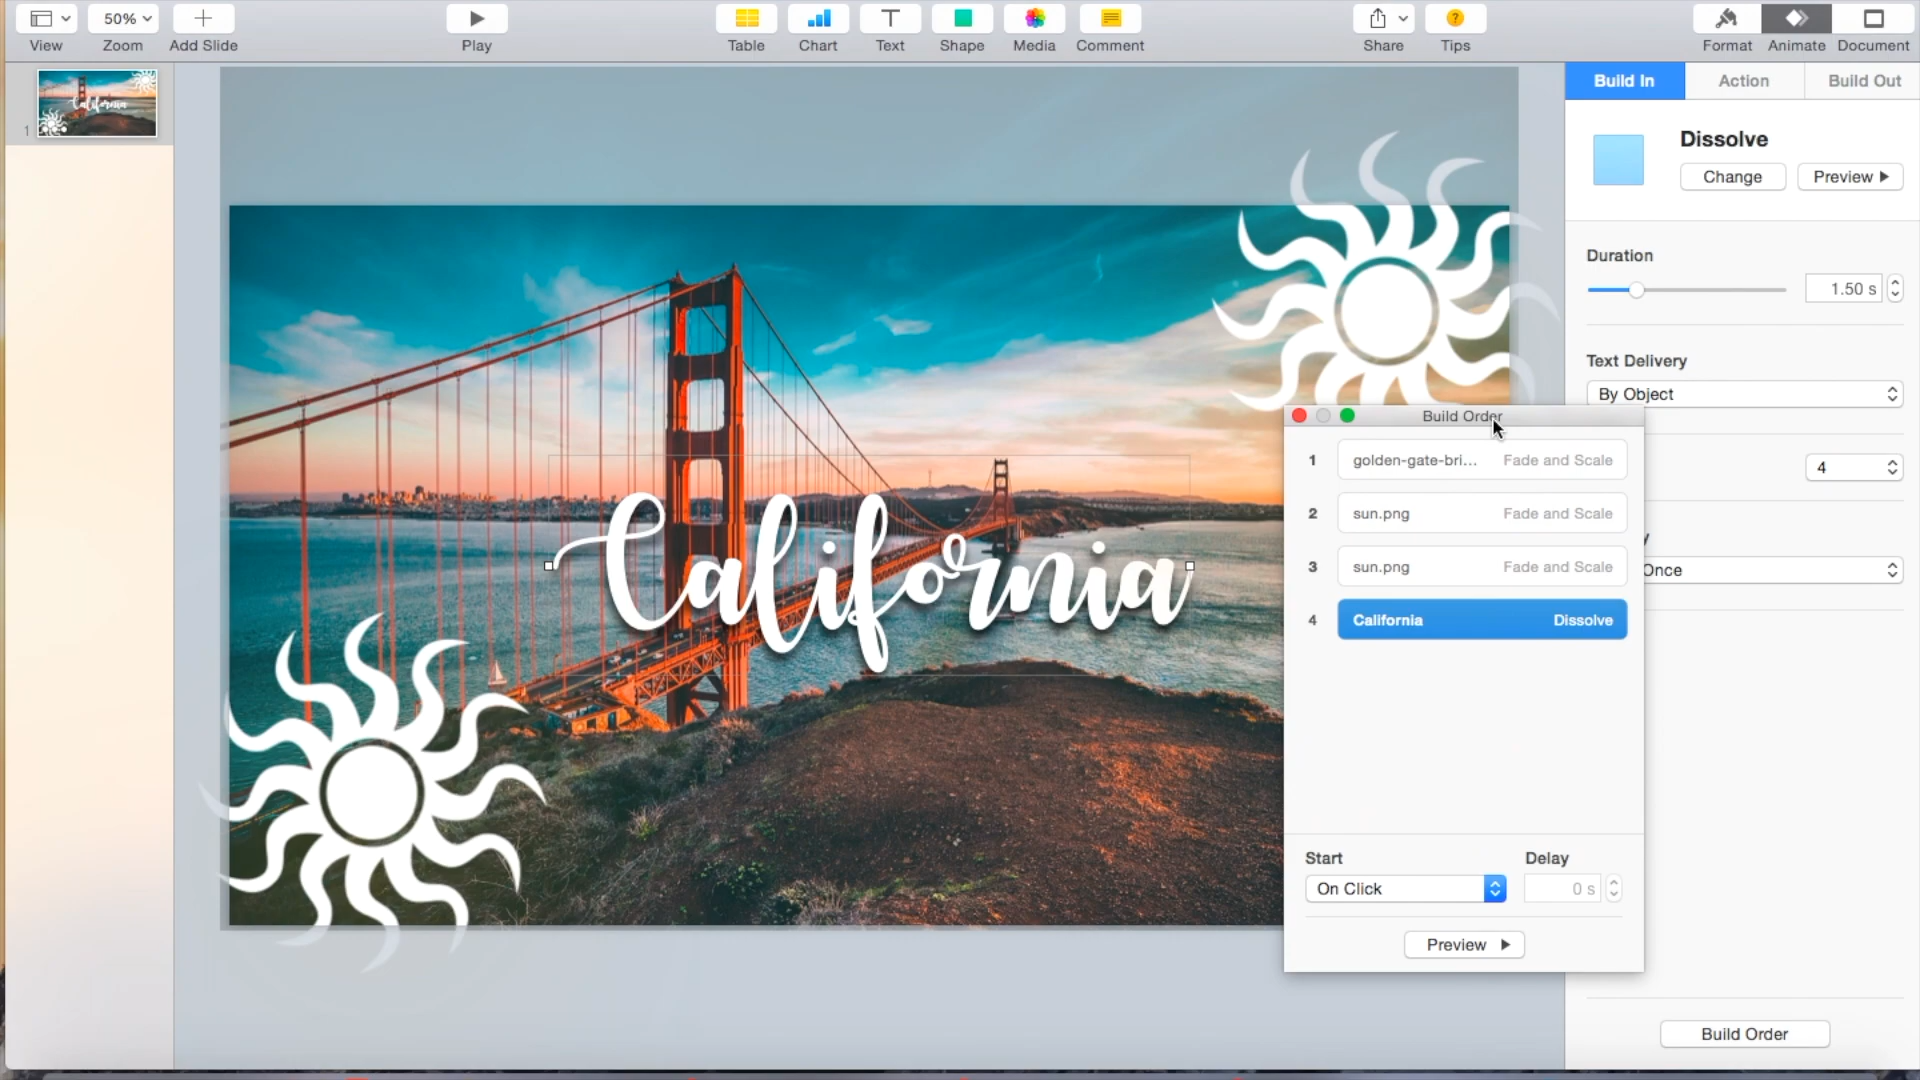 50%
View
Zoom
Add Slide
Play
Table
Chart
Text
Shape
Media
Comment
Share
Tips
Format
Animate
Document
1
California
California
Build In
Action
Build Out
Dissolve
Change
Preview
Duration
1.50 s
Text Delivery
By Object
4
Once
Build Order
1 golden-gate-bri... Fade and Scale
2 sun.png Fade and Scale
3 sun.png Fade and Scale
4 California Dissolve
Start
Delay
On Click
0 s
Preview
Build Order